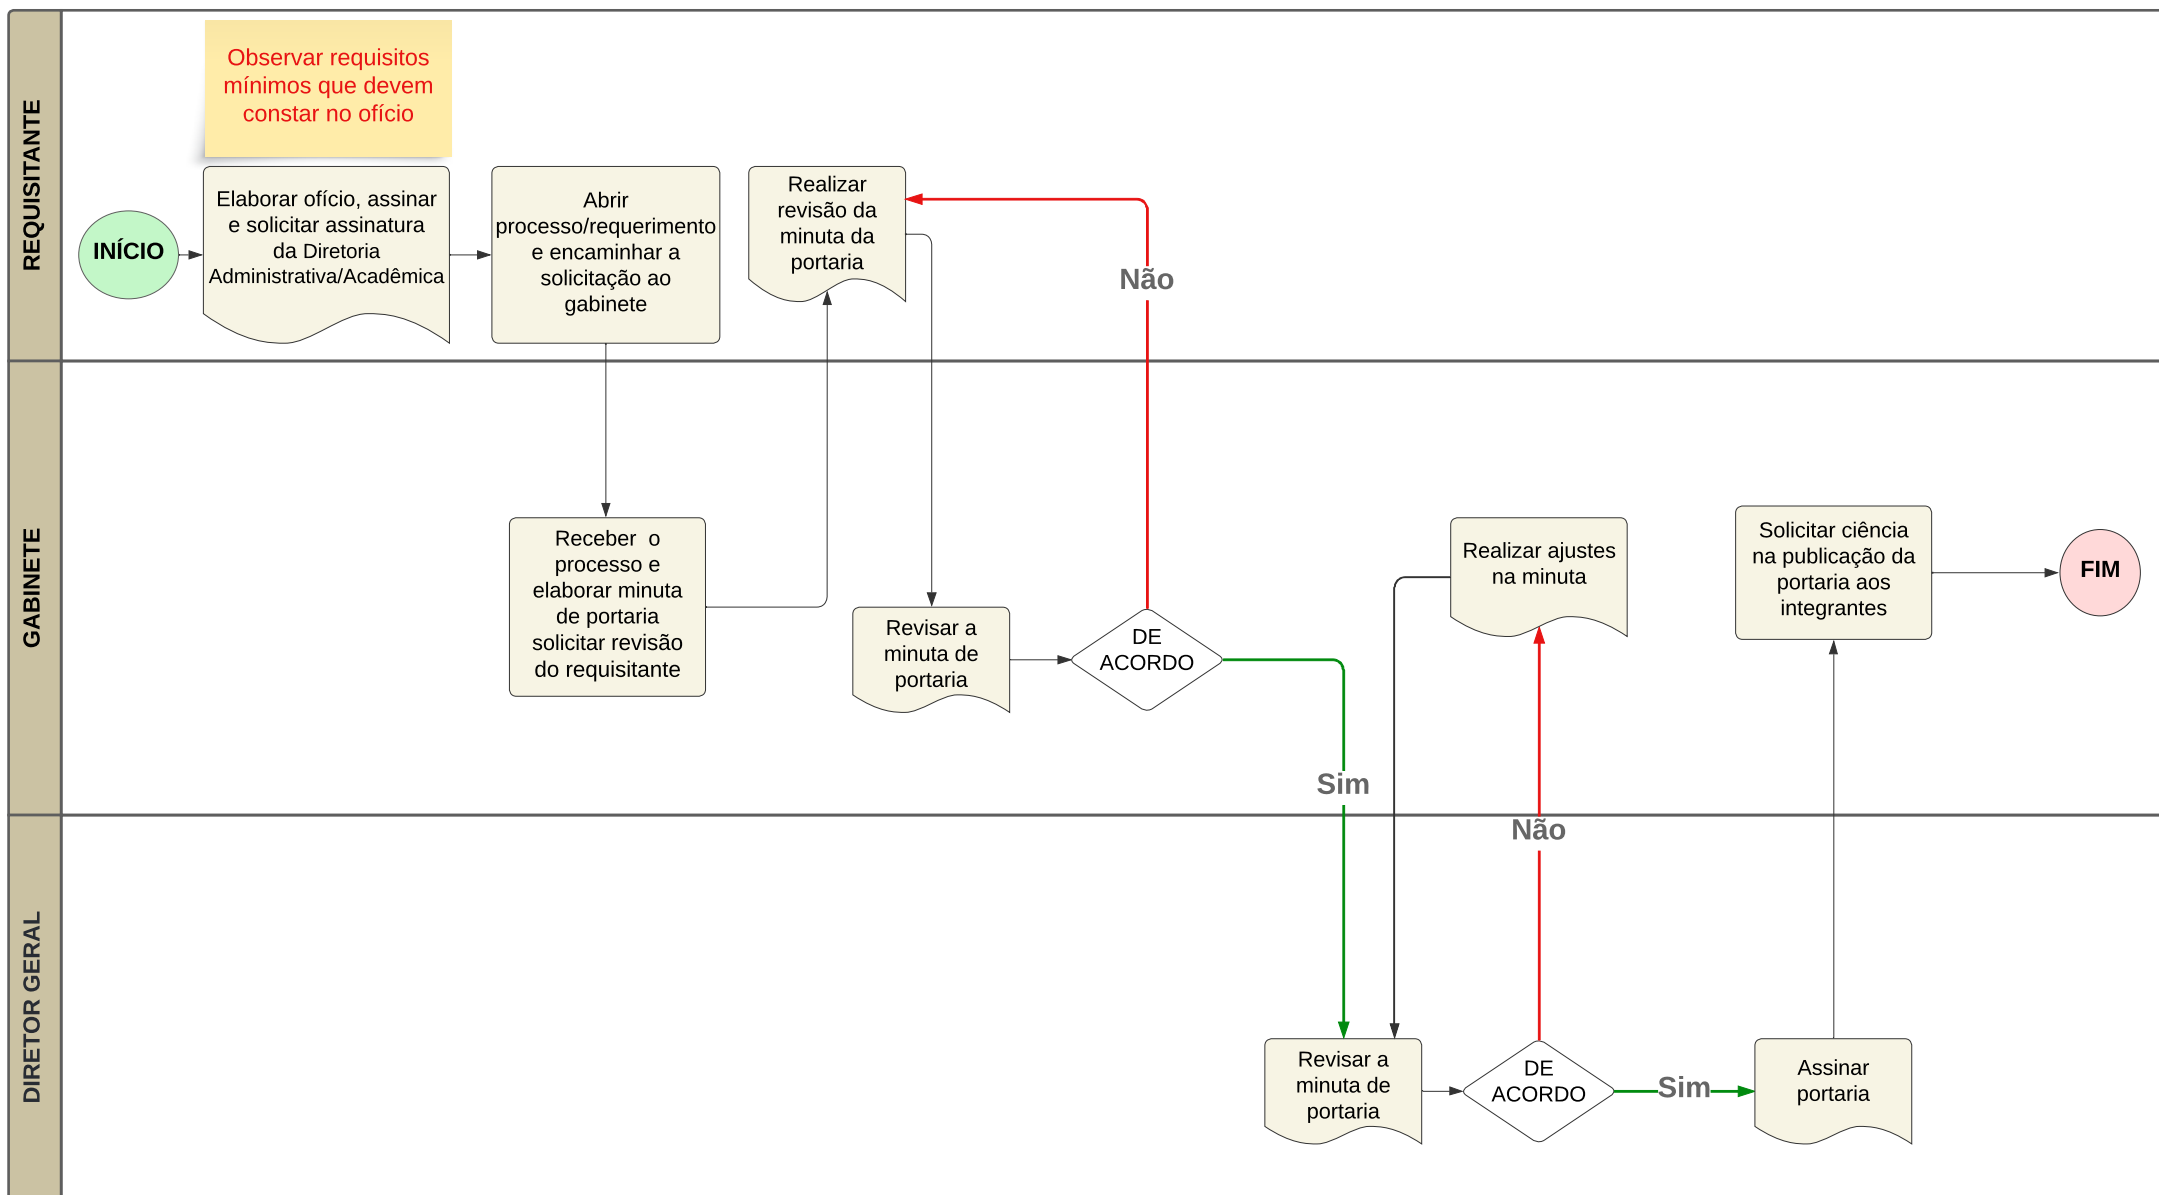 REQUISITANTE
Observar requisitos
mínimos que devem
constar no ofício
INÍCIO
Elaborar ofício, assinar
e solicitar assinatura
da Diretoria
Administrativa/Acadêmica
Abrir
processo/requerimento
e encaminhar a
solicitação ao
gabinete
Realizar
revisão da
minuta da
portaria
Não
GABINETE
Receber  o
processo e
elaborar minuta
de portaria
solicitar revisão
do requisitante
Revisar a
minuta de
portaria
DE
ACORDO
Sim
Realizar ajustes
na minuta
Solicitar ciência
na publicação da
portaria aos
integrantes
FIM
DIRETOR GERAL
Não
Revisar a
minuta de
portaria
DE
ACORDO
Sim
Assinar
portaria